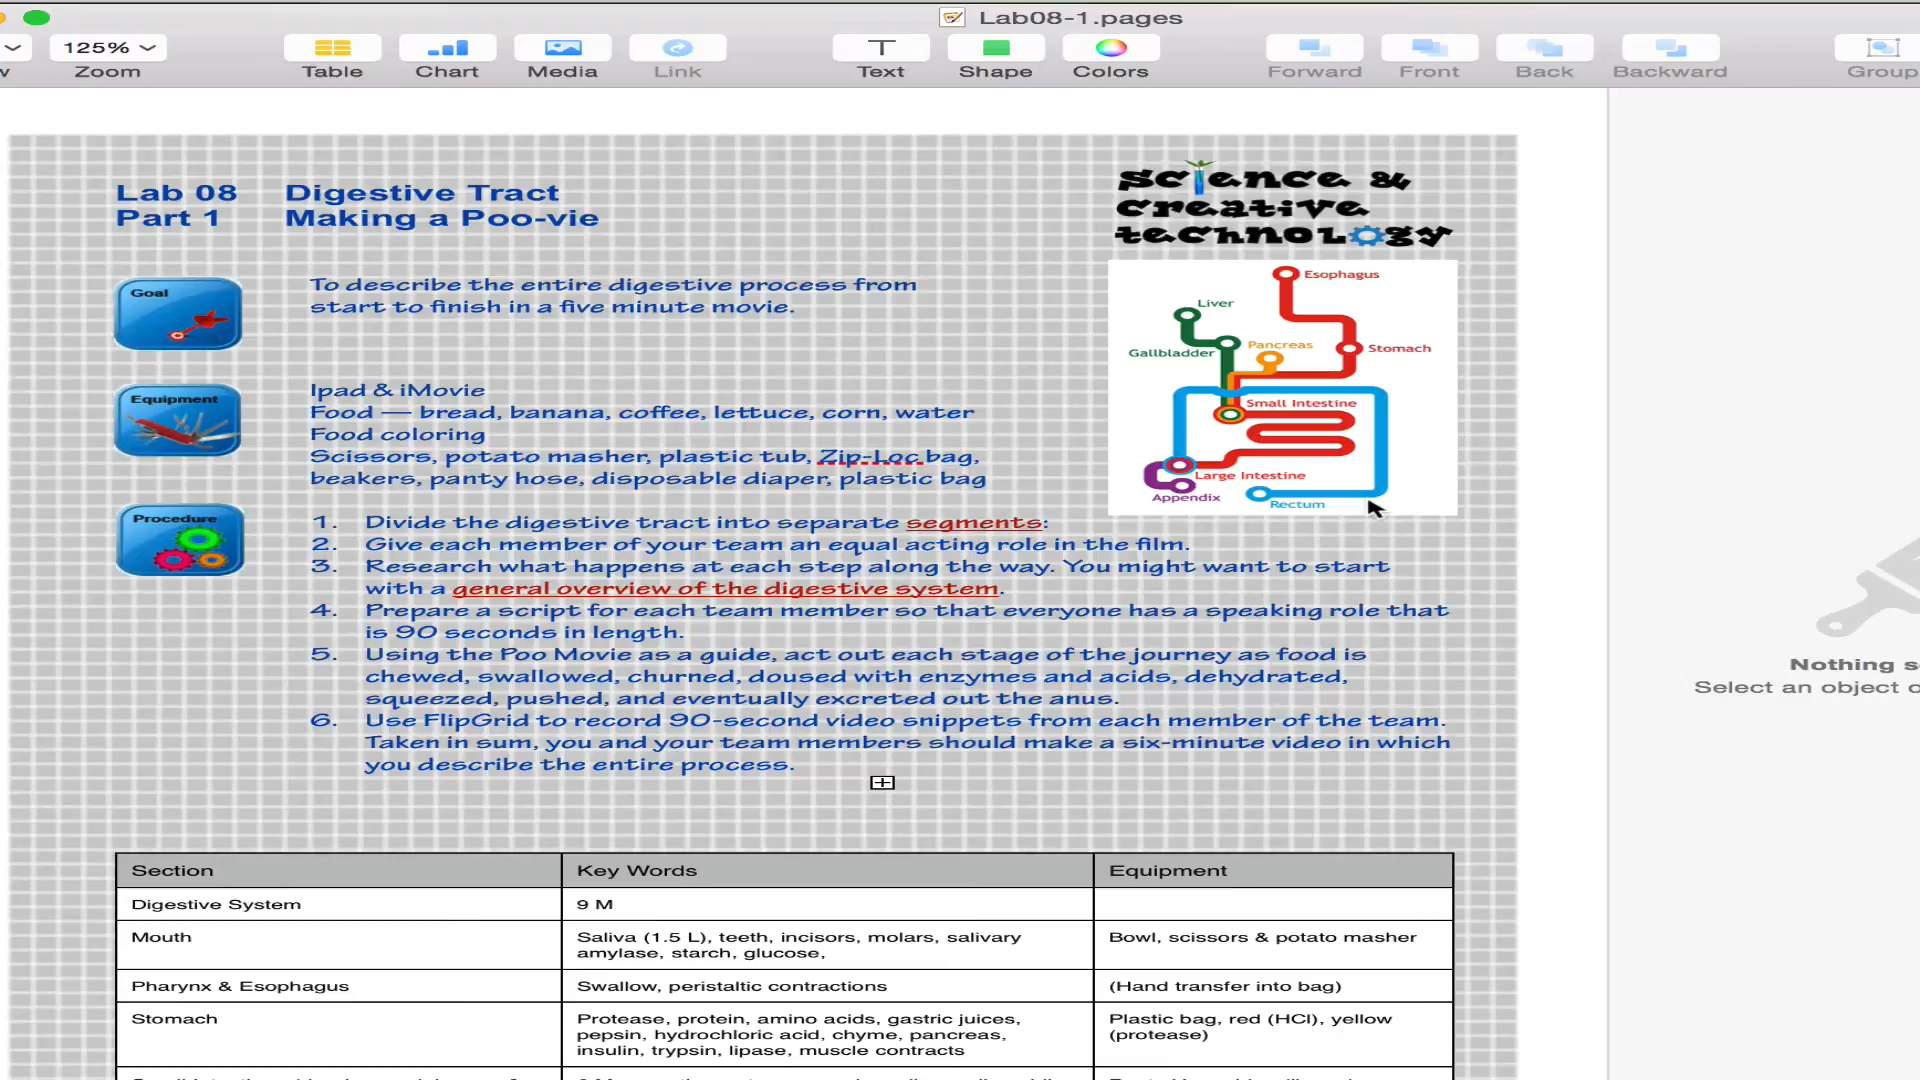 Lab08-1.pages
125%
Zoom
Table
Chart
Media
Link
Text
Shape
Colors
Forward
Front
Back
Backward
Group
Lab 08 Digestive Tract
Part 1 Making a Poo-vie
Science &
Creative
Technology
Goal
To describe the entire digestive process from
start to finish in a five minute movie.
Equipment
Ipad & iMovie
Food — bread, banana, coffee, lettuce, corn, water
Food coloring
Scissors, potato masher, plastic tub, Zip-Loc bag,
beakers, panty hose, disposable diaper, plastic bag
Esophagus
Liver
Gallbladder
Pancreas
Stomach
Small Intestine
Large Intestine
Appendix
Rectum
Procedure
1. Divide the digestive tract into separate segments:
2. Give each member of your team an equal acting role in the film.
3. Research what happens at each step along the way. You might want to start
with a general overview of the digestive system.
4. Prepare a script for each team member so that everyone has a speaking role that
is 90 seconds in length.
5. Using the Poo Movie as a guide, act out each stage of the journey as food is
chewed, swallowed, churned, doused with enzymes and acids, dehydrated,
squeezed, pushed, and eventually excreted out the anus.
6. Use FlipGrid to record 90-second video snippets from each member of the team.
Taken in sum, you and your team members should make a six-minute video in which
you describe the entire process.
Nothing s
Select an object o
Section Key Words Equipment
Digestive System 9 M
Mouth Saliva (1.5 L), teeth, incisors, molars, salivary Bowl, scissors & potato masher
amylase, starch, glucose,
Pharynx & Esophagus Swallow, peristaltic contractions (Hand transfer into bag)
Stomach Protease, protein, amino acids, gastric juices, Plastic bag, red (HCl), yellow
pepsin, hydrochloric acid, chyme, pancreas, (protease)
insulin, trypsin, lipase, muscle contracts